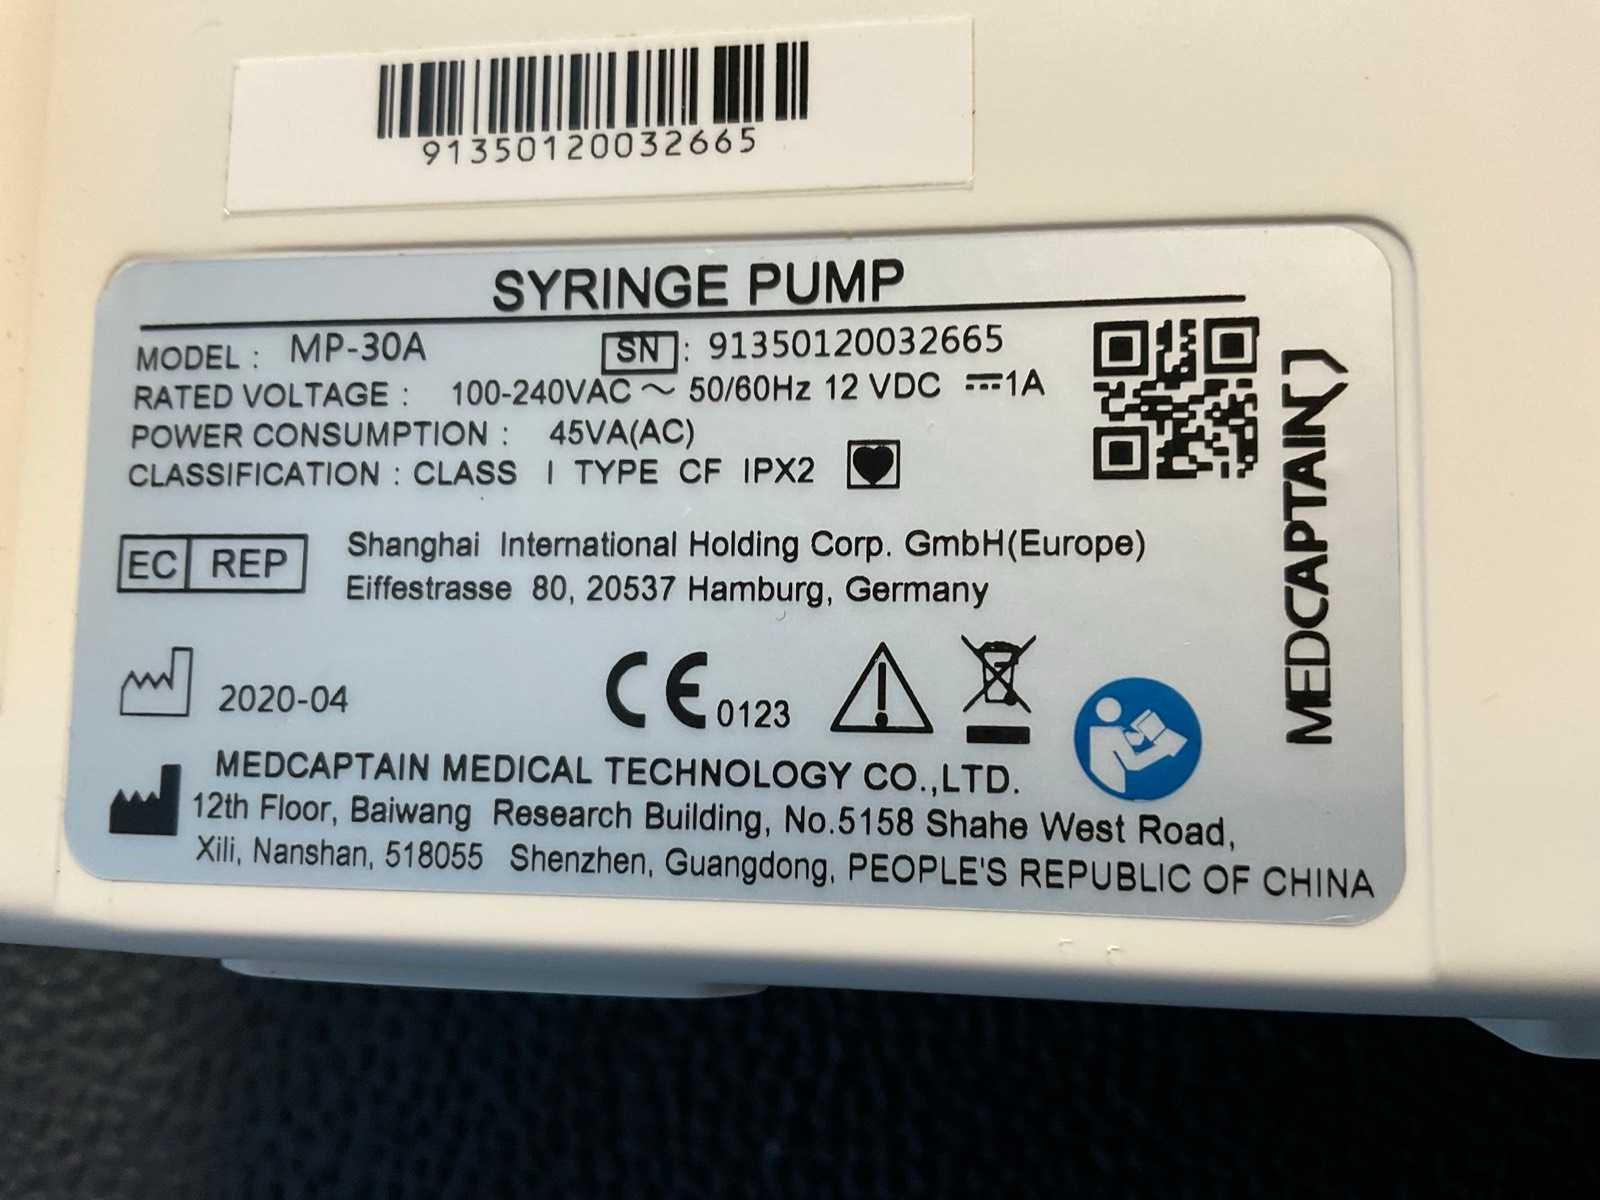 91350120032665
SYRINGE PUMP
MODEL : MP-30A SN : 91350120032665
RATED VOLTAGE : 100-240VAC ~ 50/60Hz 12 VDC ⎓1A
POWER CONSUMPTION : 45VA(AC)
CLASSIFICATION : CLASS I TYPE CF IPX2
MEDCAPTAIN
EC REP Shanghai International Holding Corp. GmbH(Europe)
Eiffestrasse 80, 20537 Hamburg, Germany
2020-04 CE 0123
MEDCAPTAIN MEDICAL TECHNOLOGY CO.,LTD.
12th Floor, Baiwang Research Building, No.5158 Shahe West Road,
Xili, Nanshan, 518055 Shenzhen, Guangdong, PEOPLE'S REPUBLIC OF CHINA